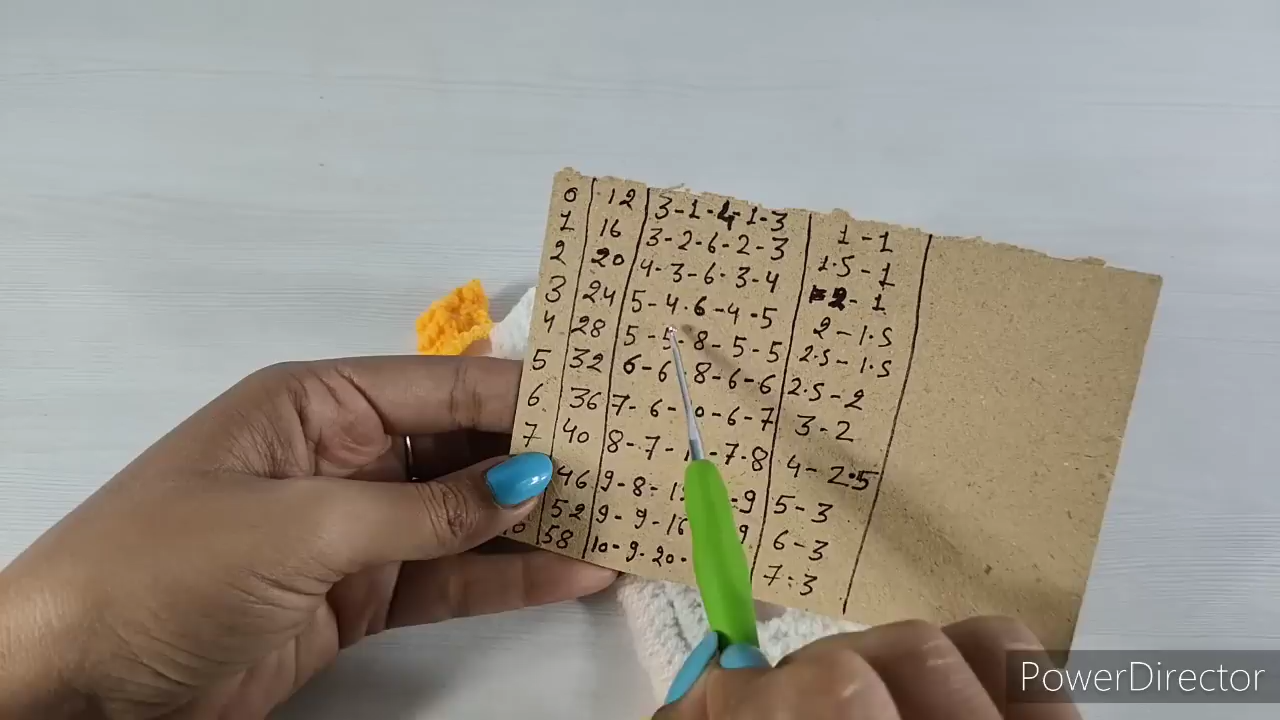 0 12 3-1-4-1-3 1-1
1 16 3-2-6-2-3 1.5-1
2 20 4-3-6-3-4 2-1
3 24 5-4-6-4-5 2-1.5
4 28 5-5-8-5-5 2.5-1.5
5 32 6-6-8-6-6 2.5-2
6 36 7-6- 0-6-7 3-2
7 40 8-7-1 -7-8 4-2.5
46 9-8-1 -9 5-3
52 9-9-16 9 6-3
58 10-9-20- 7-3
PowerDirector